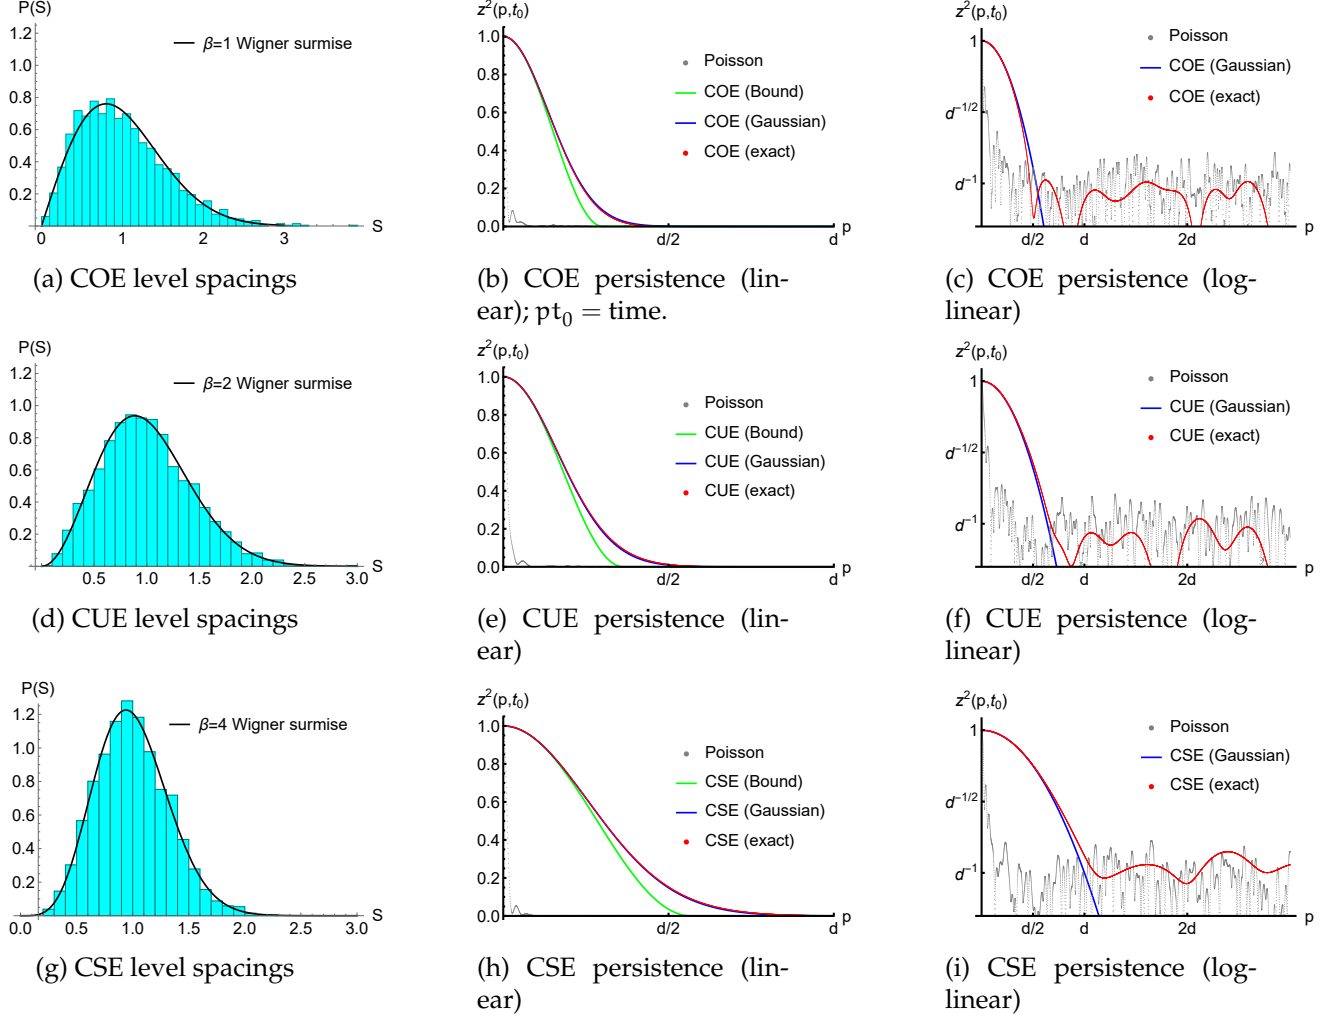 P(S)
1.2
1.0
0.8
0.6
0.4
0.2
0
1
2
3
S
β=1 Wigner surmise
(a) COE level spacings
z²(p,t₀)
1.0
0.8
0.6
0.4
0.2
0.0
d/2
d
p
Poisson
COE (Bound)
COE (Gaussian)
COE (exact)
(b) COE persistence (lin-
ear); pt₀ = time.
z²(p,t₀)
1
d⁻¹/²
d⁻¹
d/2
d
2d
p
Poisson
COE (Gaussian)
COE (exact)
(c) COE persistence (log-
linear)
P(S)
1.2
1.0
0.8
0.6
0.4
0.2
0.5
1.0
1.5
2.0
2.5
3.0
S
β=2 Wigner surmise
(d) CUE level spacings
z²(p,t₀)
1.0
0.8
0.6
0.4
0.2
0.0
d/2
d
p
Poisson
CUE (Bound)
CUE (Gaussian)
CUE (exact)
(e) CUE persistence (lin-
ear)
z²(p,t₀)
1
d⁻¹/²
d⁻¹
d/2
d
2d
p
Poisson
CUE (Gaussian)
CUE (exact)
(f) CUE persistence (log-
linear)
P(S)
1.2
1.0
0.8
0.6
0.4
0.2
0.0
0.5
1.0
1.5
2.0
2.5
3.0
S
β=4 Wigner surmise
(g) CSE level spacings
z²(p,t₀)
1.0
0.8
0.6
0.4
0.2
0.0
d/2
d
p
Poisson
CSE (Bound)
CSE (Gaussian)
CSE (exact)
(h) CSE persistence (lin-
ear)
z²(p,t₀)
1
d⁻¹/²
d⁻¹
d/2
d
2d
p
Poisson
CSE (Gaussian)
CSE (exact)
(i) CSE persistence (log-
linear)